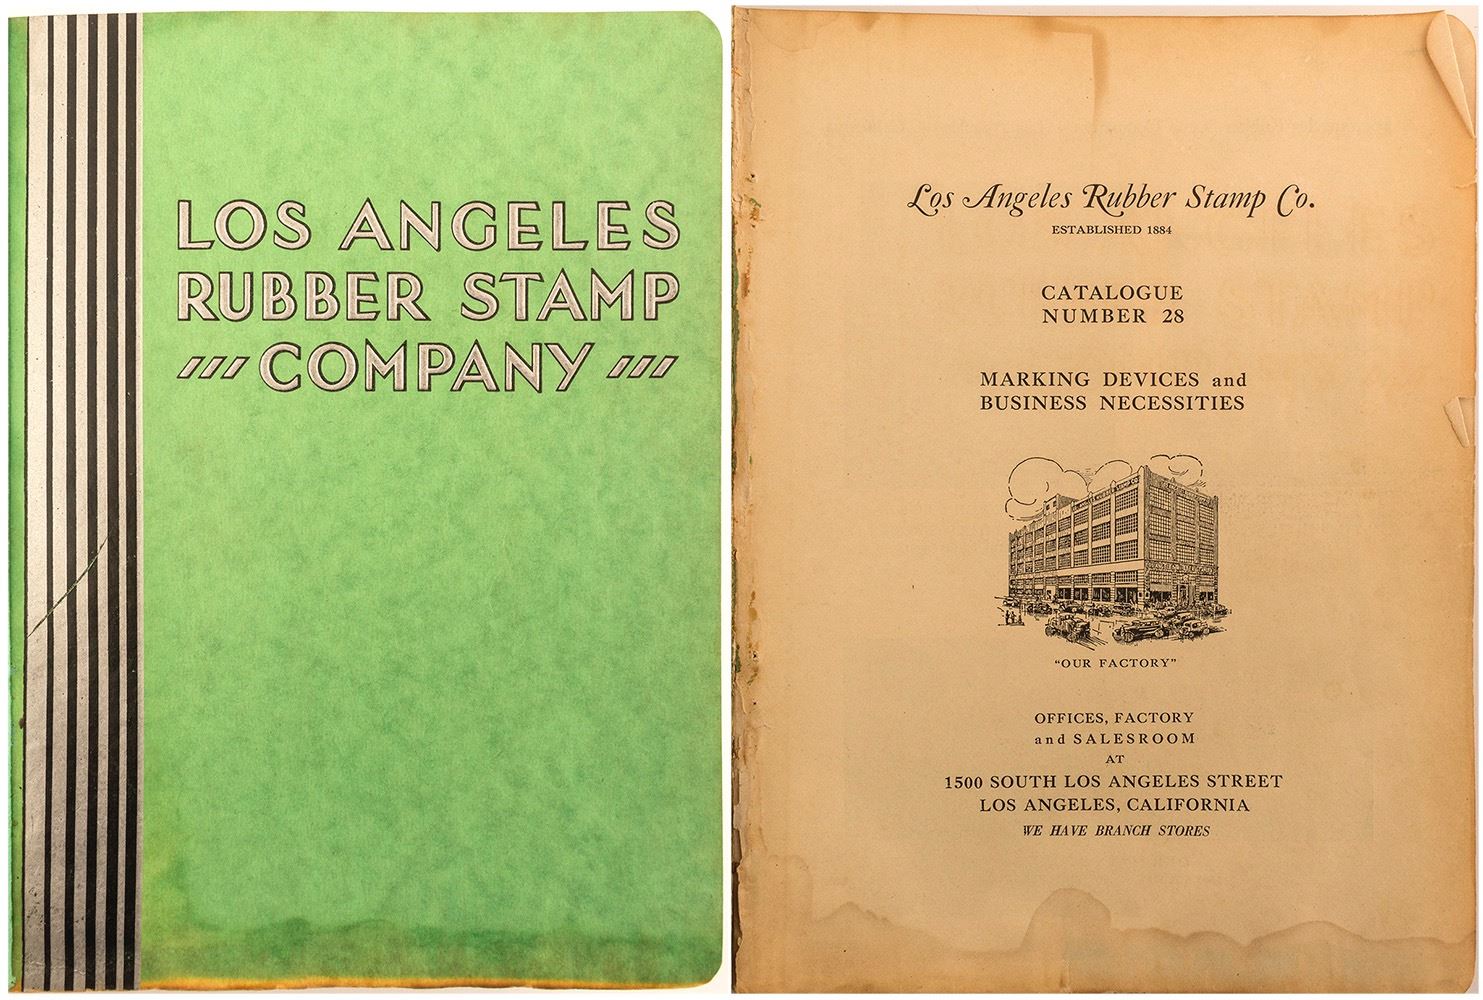 LOS ANGELES
RUBBER STAMP
COMPANY
Los Angeles Rubber Stamp Co.
ESTABLISHED 1884
CATALOGUE
NUMBER 28
MARKING DEVICES and
BUSINESS NECESSITIES
"OUR FACTORY"
OFFICES, FACTORY
and SALESROOM
AT
1500 SOUTH LOS ANGELES STREET
LOS ANGELES, CALIFORNIA
WE HAVE BRANCH STORES